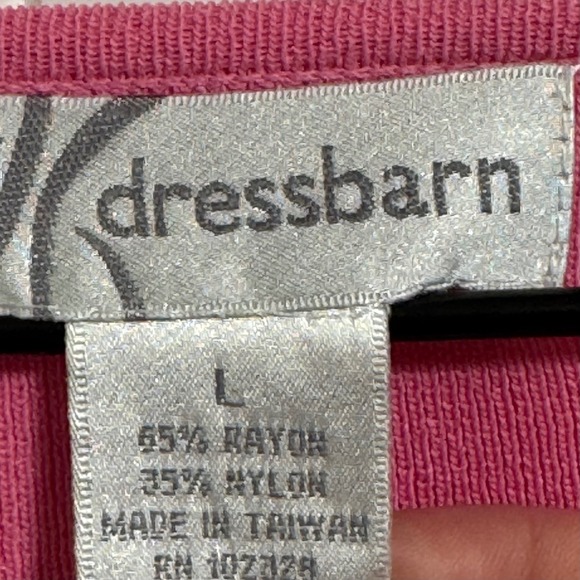 dressbarn
L
65% RAYON
35% NYLON
MADE IN TAIWAN
RN